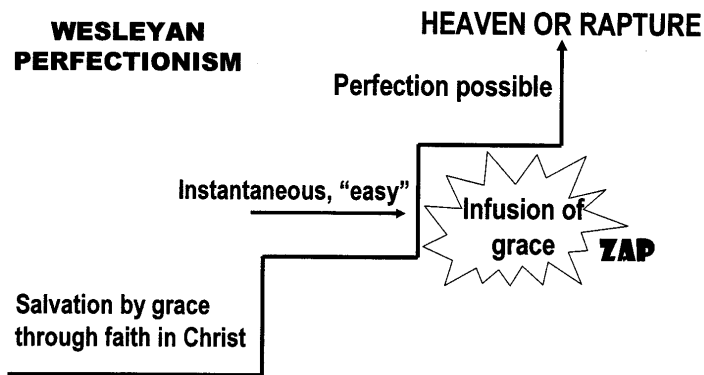 WESLEYAN
PERFECTIONISM
HEAVEN OR RAPTURE
Perfection possible
Instantaneous, “easy”
Infusion of
grace
ZAP
Salvation by grace
through faith in Christ